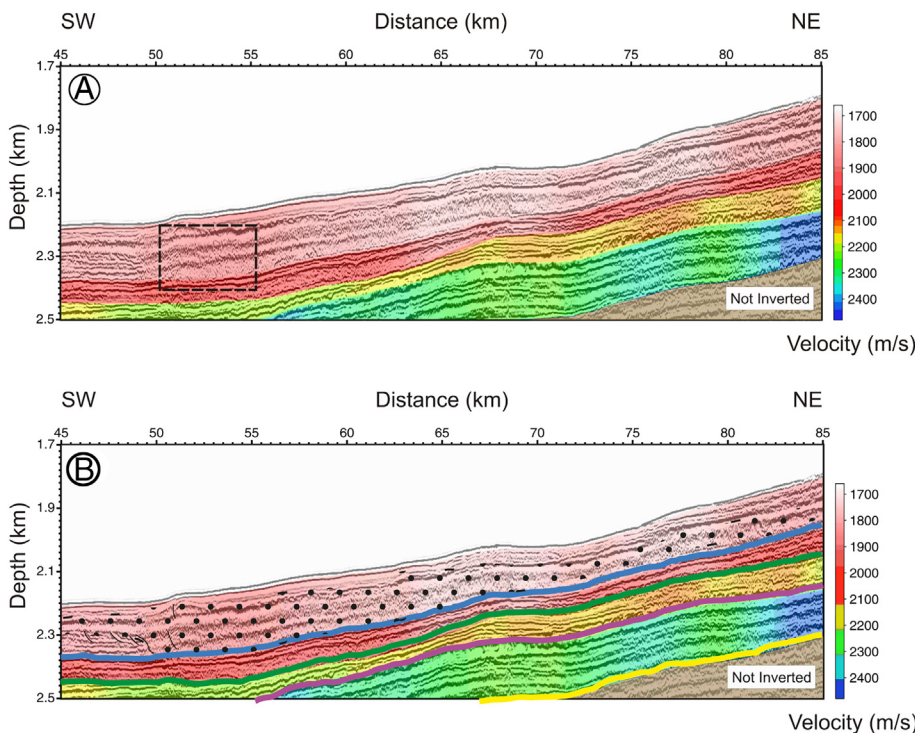 SW Distance (km) NE
45 50 55 60 65 70 75 80 85
A
Depth (km)
1.7
1.9
2.1
2.3
2.5
1700
1800
1900
2000
2100
2200
2300
2400
Not Inverted
Velocity (m/s)
SW Distance (km) NE
45 50 55 60 65 70 75 80 85
B
Depth (km)
1.7
1.9
2.1
2.3
2.5
1700
1800
1900
2000
2100
2200
2300
2400
Not Inverted
Velocity (m/s)